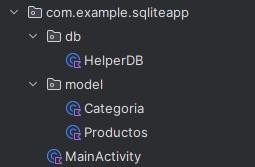 com.example.sqliteapp
db
HelperDB
model
Categoria
Productos
MainActivity